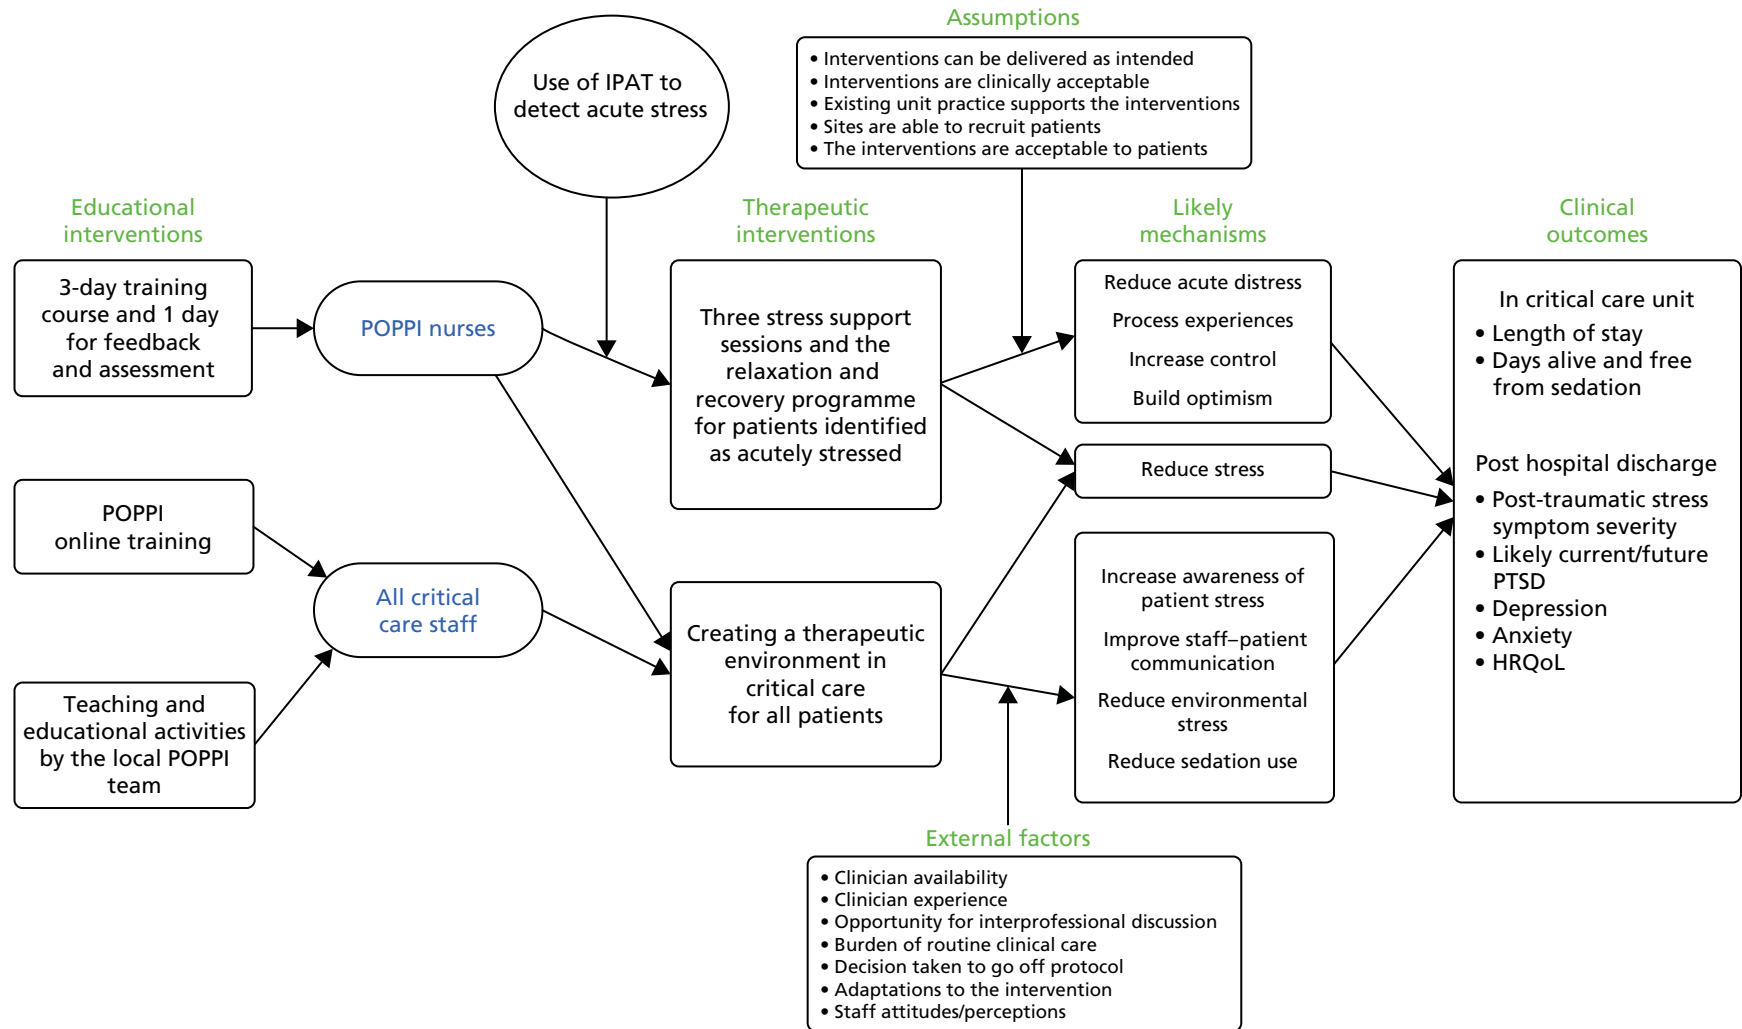 Assumptions
• Interventions can be delivered as intended
• Interventions are clinically acceptable
• Existing unit practice supports the interventions
• Sites are able to recruit patients
• The interventions are acceptable to patients
Use of IPAT to
detect acute stress
Educational
interventions
3-day training
course and 1 day
for feedback
and assessment
POPPI
online training
Teaching and
educational activities
by the local POPPI
team
POPPI nurses
All critical
care staff
Therapeutic
interventions
Three stress support
sessions and the
relaxation and
recovery programme
for patients identified
as acutely stressed
Creating a therapeutic
environment in
critical care
for all patients
Likely
mechanisms
Reduce acute distress
Process experiences
Increase control
Build optimism
Reduce stress
Increase awareness of
patient stress
Improve staff–patient
communication
Reduce environmental
stress
Reduce sedation use
Clinical
outcomes
In critical care unit
• Length of stay
• Days alive and free
from sedation
Post hospital discharge
• Post-traumatic stress
symptom severity
• Likely current/future
PTSD
• Depression
• Anxiety
• HRQoL
External factors
• Clinician availability
• Clinician experience
• Opportunity for interprofessional discussion
• Burden of routine clinical care
• Decision taken to go off protocol
• Adaptations to the intervention
• Staff attitudes/perceptions